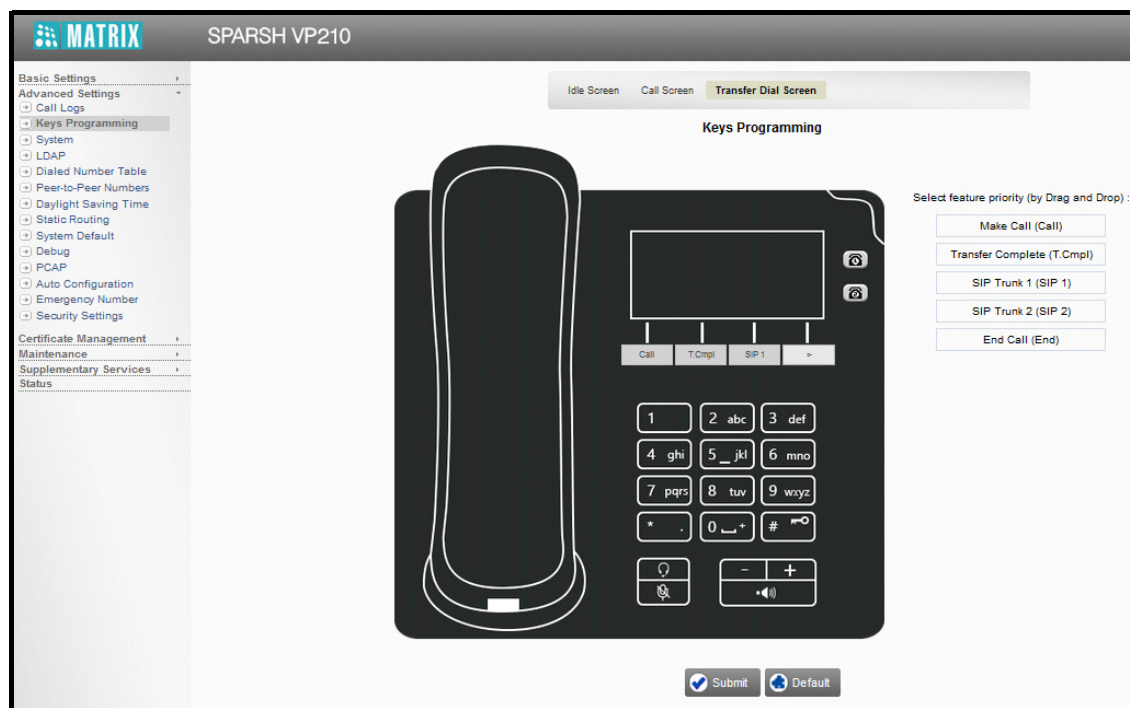 MATRIX SPARSH VP210
Basic Settings
Advanced Settings
Call Logs
Keys Programming
System
LDAP
Dialed Number Table
Peer-to-Peer Numbers
Daylight Saving Time
Static Routing
System Default
Debug
PCAP
Auto Configuration
Emergency Number
Security Settings
Certificate Management
Maintenance
Supplementary Services
Status
Idle Screen Call Screen Transfer Dial Screen
Keys Programming
Call T.Cmpl SIP 1 >
1 2 abc 3 def
4 ghi 5 _ jkl 6 mno
7 pqrs 8 tuv 9 wxyz
* . 0 + #
- +
Select feature priority (by Drag and Drop) :
Make Call (Call)
Transfer Complete (T.Cmpl)
SIP Trunk 1 (SIP 1)
SIP Trunk 2 (SIP 2)
End Call (End)
Submit Default